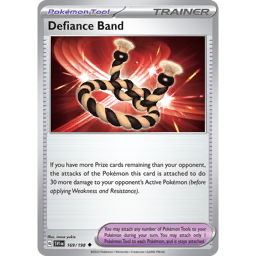 Pokémon Tool
TRAINER
Defiance Band
If you have more Prize cards remaining than your opponent, the
attacks of the Pokémon this card is attached to do
30 more damage to your opponent's Active Pokémon (before
applying Weakness and Resistance).
You may attach any number of Pokémon Tools to your
Pokémon during your turn. You may attach only 1
Pokémon Tool to each Pokémon, and it stays attached.
169/198